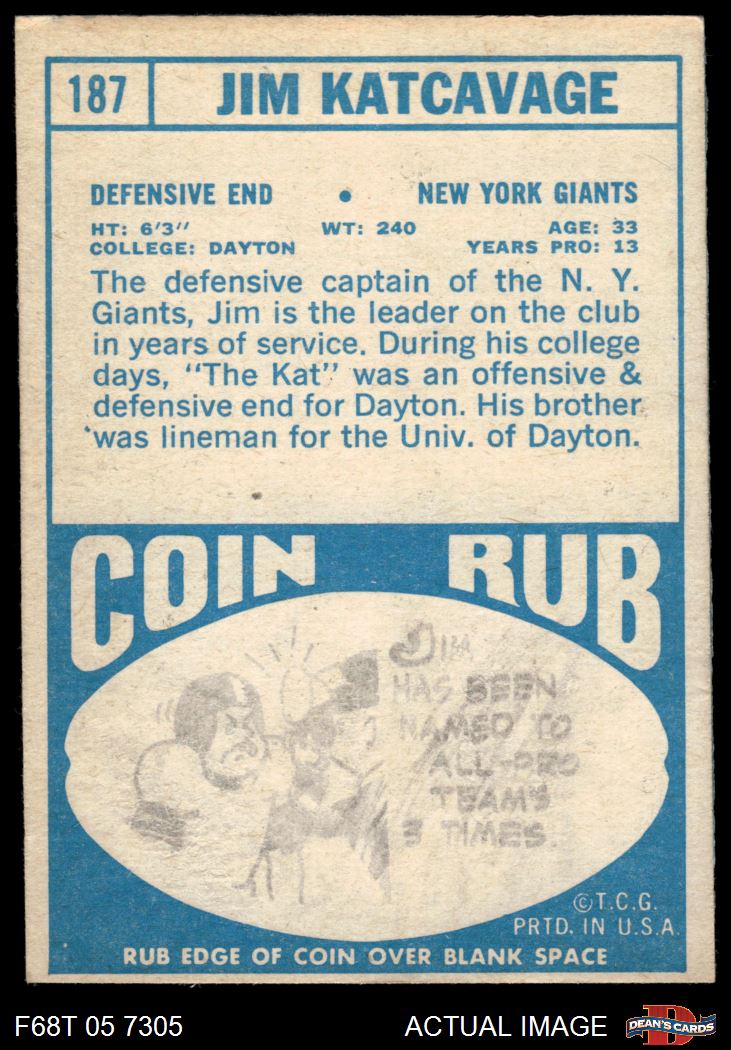 187 JIM KATCAVAGE
DEFENSIVE END • NEW YORK GIANTS
HT: 6'3" WT: 240 AGE: 33
COLLEGE: DAYTON YEARS PRO: 13
The defensive captain of the N. Y.
Giants, Jim is the leader on the club
in years of service. During his college
days, "The Kat" was an offensive &
defensive end for Dayton. His brother
was lineman for the Univ. of Dayton.
COIN RUB
JIM
HAS BEEN
NAMED TO
ALL-PRO
TEAMS
3 TIMES.
©T.C.G.
PRTD. IN U.S.A.
RUB EDGE OF COIN OVER BLANK SPACE
F68T 05 7305 ACTUAL IMAGE DEAN'S CARDS